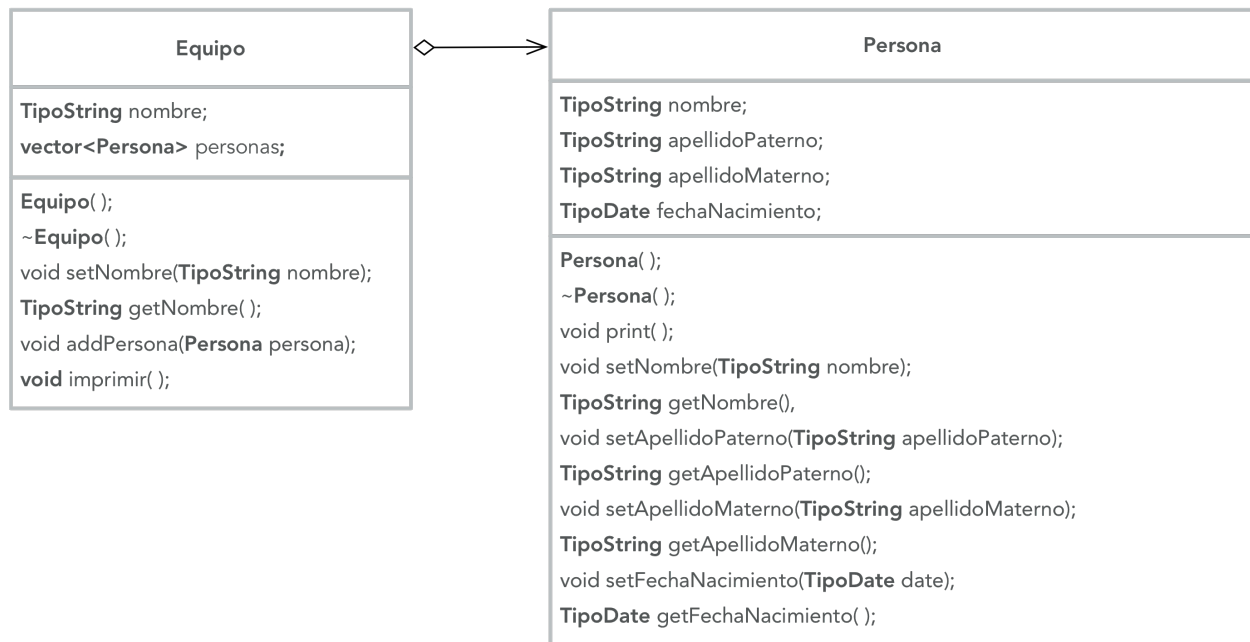 Equipo
TipoString nombre;
vector<Persona> personas;
Equipo( );
~Equipo( );
void setNombre(TipoString nombre);
TipoString getNombre( );
void addPersona(Persona persona);
void imprimir( );
Persona
TipoString nombre;
TipoString apellidoPaterno;
TipoString apellidoMaterno;
TipoDate fechaNacimiento;
Persona( );
~Persona( );
void print( );
void setNombre(TipoString nombre);
TipoString getNombre(),
void setApellidoPaterno(TipoString apellidoPaterno);
TipoString getApellidoPaterno();
void setApellidoMaterno(TipoString apellidoMaterno);
TipoString getApellidoMaterno();
void setFechaNacimiento(TipoDate date);
TipoDate getFechaNacimiento( );